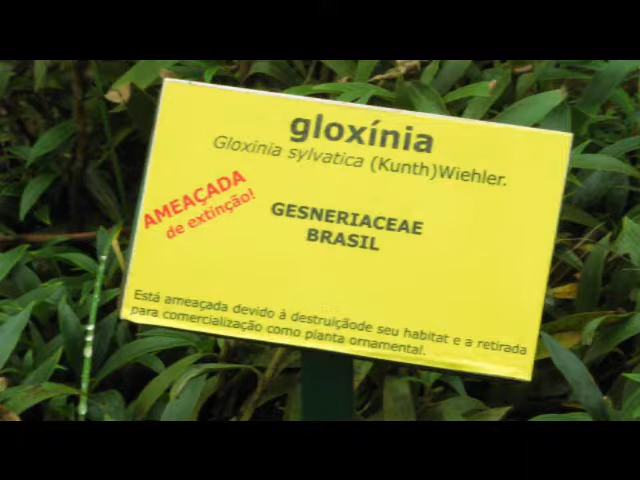 gloxínia
Gloxinia sylvatica (Kunth)Wiehler.
AMEAÇADA
de extinção!
GESNERIACEAE
BRASIL
Está ameaçada devido à destruiçãode seu habitat e a retirada
para comercialização como planta ornamental.